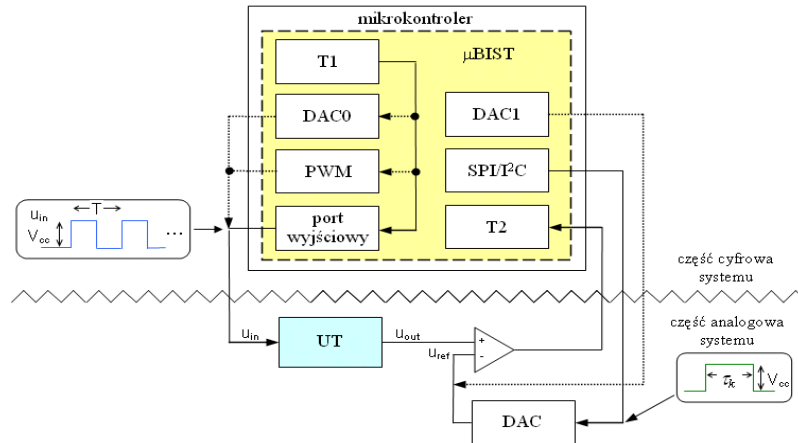 mikrokontroler
T1
µBIST
DAC0
DAC1
PWM
SPI/I²C
port
wyjściowy
T2
T
u_in
V_cc
...
część cyfrowa
systemu
u_in
UT
u_out
u_ref
+
-
część analogowa
systemu
τ_k
V_cc
DAC